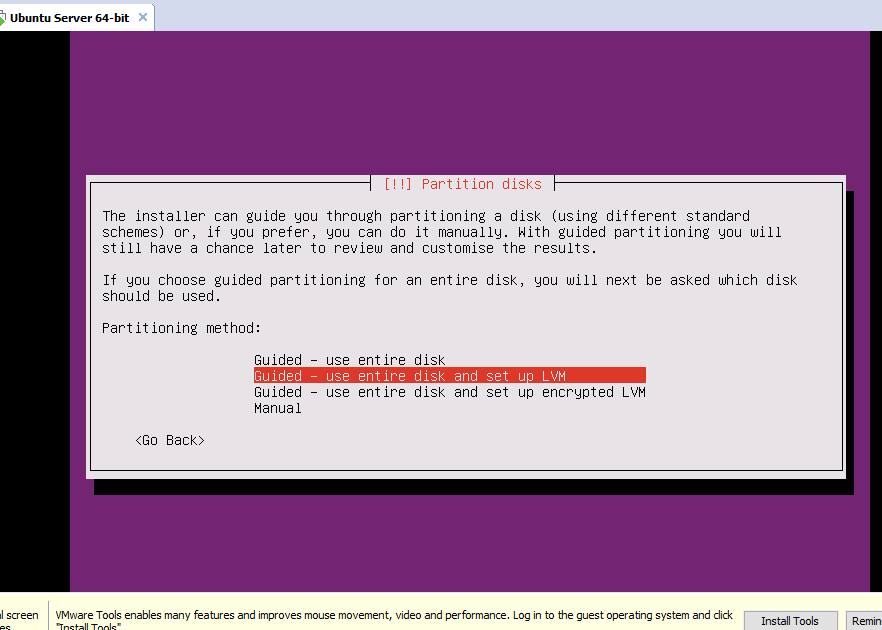 Ubuntu Server 64-bit
[!!] Partition disks
The installer can guide you through partitioning a disk (using different standard
schemes) or, if you prefer, you can do it manually. With guided partitioning you will
still have a chance later to review and customise the results.
If you choose guided partitioning for an entire disk, you will next be asked which disk
should be used.
Partitioning method:
Guided – use entire disk
Guided – use entire disk and set up LVM
Guided – use entire disk and set up encrypted LVM
Manual
<Go Back>
screen
VMware Tools enables many features and improves mouse movement, video and performance. Log in to the guest operating system and click
"Install Tools"
Install Tools